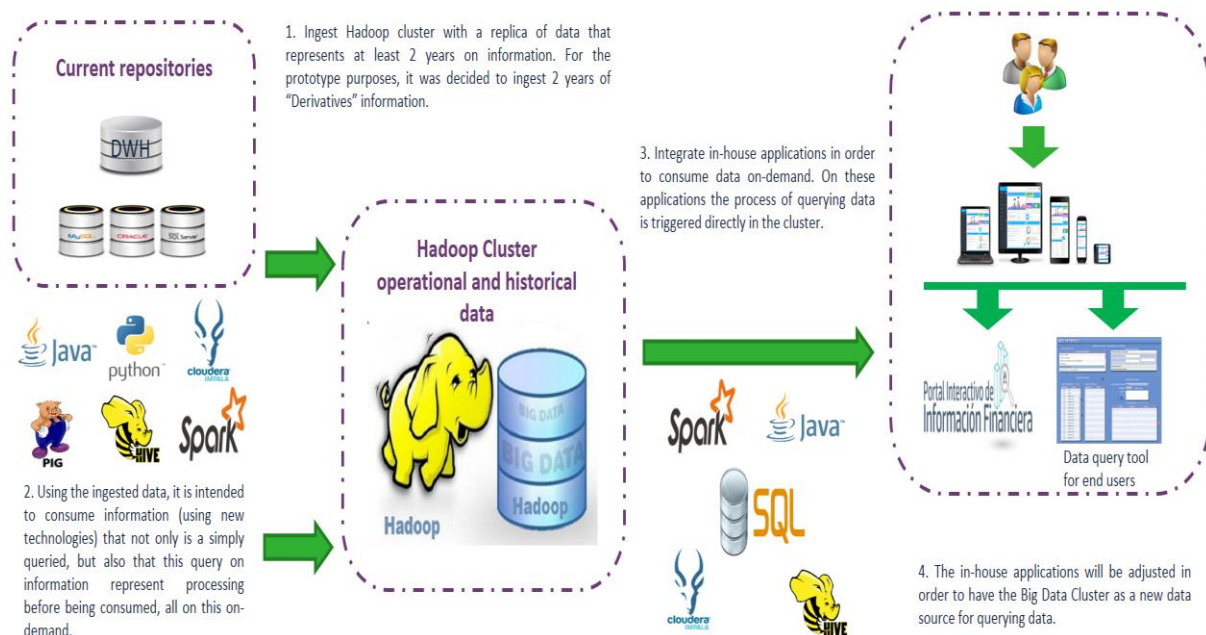 Current repositories
DWH
MySQL
ORACLE
SQL Server
1. Ingest Hadoop cluster with a replica of data that
represents at least 2 years on information. For the
prototype purposes, it was decided to ingest 2 years of
“Derivatives” information.
Java™
python™
cloudera
IMPALA
PIG
HIVE
Spark
2. Using the ingested data, it is intended
to consume information (using new
technologies) that not only is a simply
queried, but also that this query on
information represent processing
before being consumed, all on this on-
demand.
Hadoop Cluster
operational and historical
data
BIG DATA
BIG DATA
Hadoop
Hadoop
3. Integrate in-house applications in order
to consume data on-demand. On these
applications the process of querying data
is triggered directly in the cluster.
Spark
Java™
SQL
cloudera
IMPALA
HIVE
Portal Interactivo de
Información Financiera
Data query tool
for end users
4. The in-house applications will be adjusted in
order to have the Big Data Cluster as a new data
source for querying data.